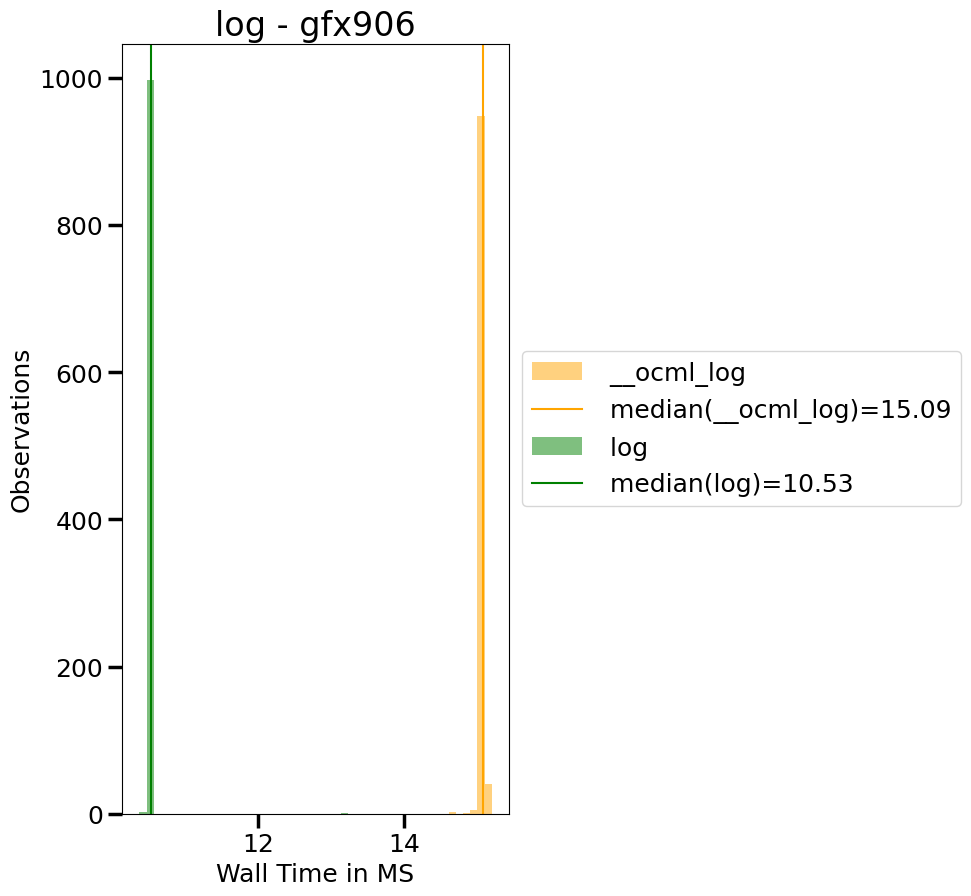 log - gfx906
1000
800
600
400
200
0
Observations
12
14
Wall Time in MS
__ocml_log
median(__ocml_log)=15.09
log
median(log)=10.53